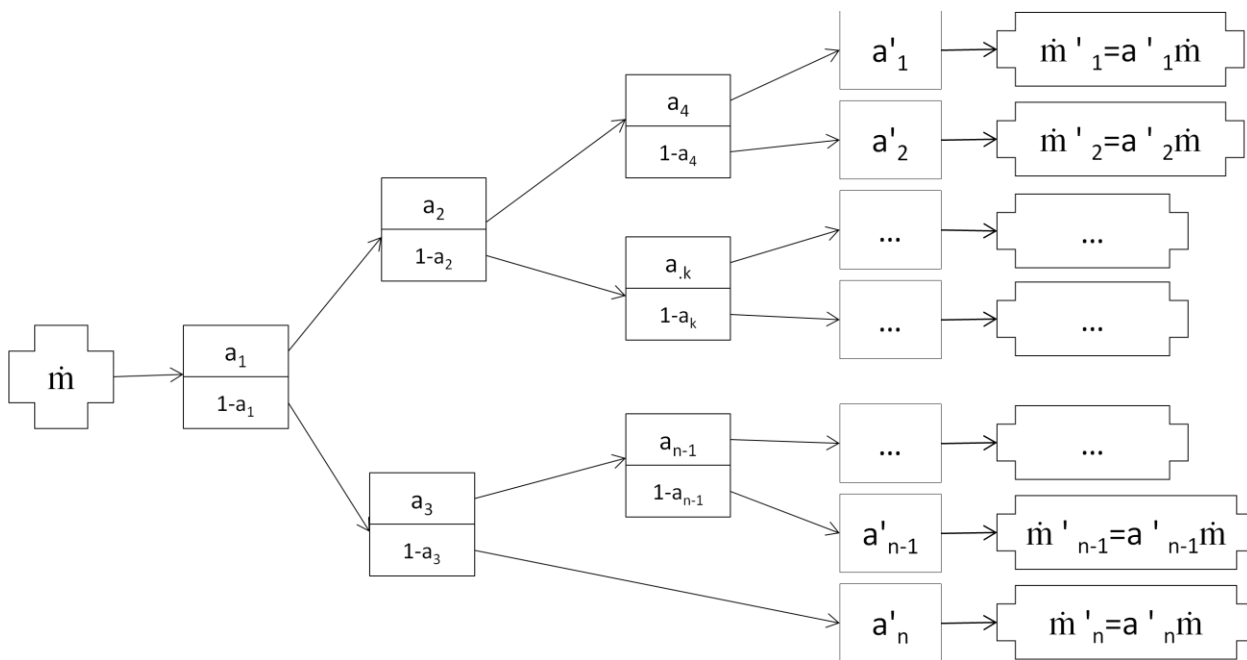 ṁ
a₁
1-a₁
a₂
1-a₂
a₃
1-a₃
a₄
1-a₄
a.ₖ
1-aₖ
aₙ₋₁
1-aₙ₋₁
a'₁
ṁ '₁=a '₁ṁ
a'₂
ṁ '₂=a '₂ṁ
...
...
...
...
...
...
a'ₙ₋₁
ṁ 'ₙ₋₁=a 'ₙ₋₁ṁ
a'ₙ
ṁ 'ₙ=a 'ₙṁ